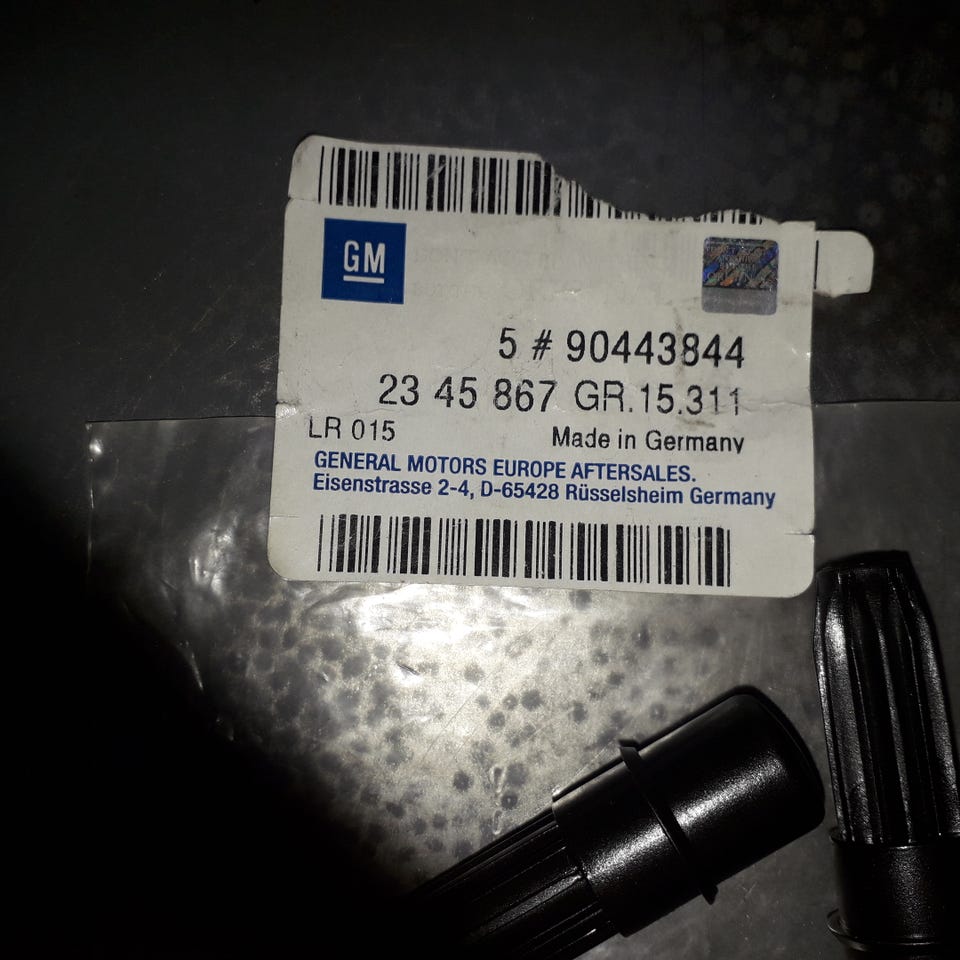 GM
5 # 90443844
23 45 867 GR.15.311
LR 015 Made in Germany
GENERAL MOTORS EUROPE AFTERSALES.
Eisenstrasse 2-4, D-65428 Rüsselsheim Germany